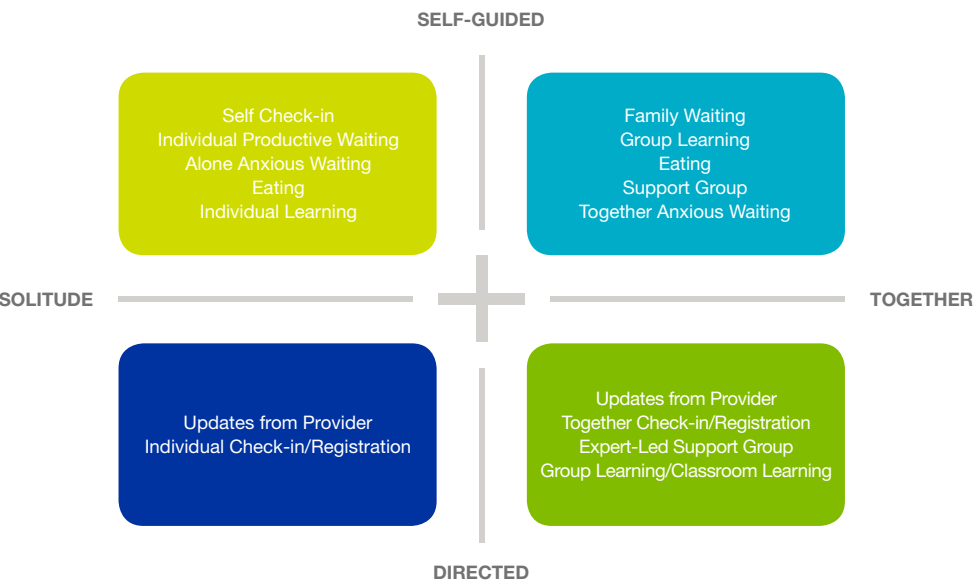 SELF-GUIDED
Self Check-in
Individual Productive Waiting
Alone Anxious Waiting
Eating
Individual Learning
Family Waiting
Group Learning
Eating
Support Group
Together Anxious Waiting
SOLITUDE
TOGETHER
Updates from Provider
Individual Check-in/Registration
Updates from Provider
Together Check-in/Registration
Expert-Led Support Group
Group Learning/Classroom Learning
DIRECTED